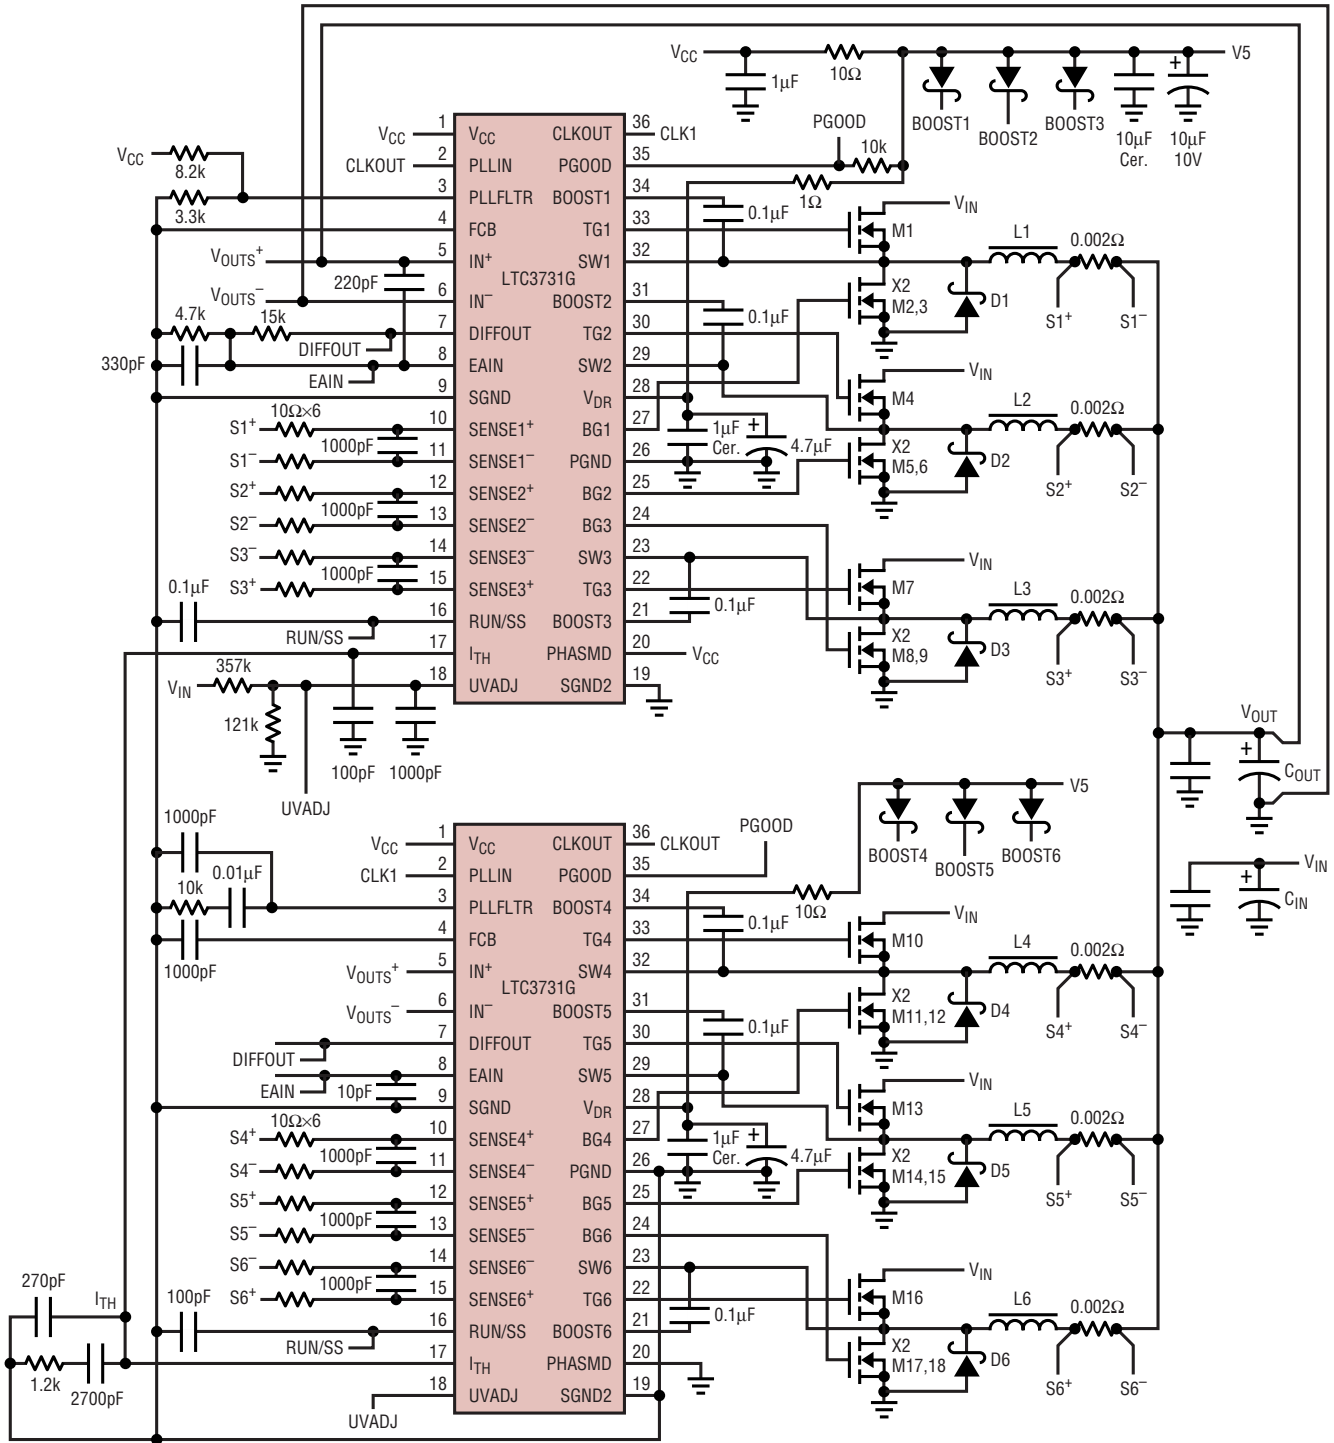 VCC
1µF
10Ω
V5
BOOST1
BOOST2
BOOST3
10µF
Cer.
10µF
10V
PGOOD
10k
1Ω
VCC
8.2k
3.3k
VOUTS+
VOUTS−
220pF
4.7k
15k
DIFFOUT
330pF
EAIN
VCC
CLKOUT
LTC3731G
1 VCC
2 PLLIN
3 PLLFLTR
4 FCB
5 IN+
6 IN−
7 DIFFOUT
8 EAIN
9 SGND
10 SENSE1+
11 SENSE1−
12 SENSE2+
13 SENSE2−
14 SENSE3−
15 SENSE3+
16 RUN/SS
17 ITH
18 UVADJ
CLKOUT 36 CLK1
PGOOD 35
BOOST1 34
TG1 33
SW1 32
BOOST2 31
TG2 30
SW2 29
VDR 28
BG1 27
PGND 26
BG2 25
BG3 24
SW3 23
TG3 22
BOOST3 21
PHASMD 20 VCC
SGND2 19
10Ω×6
S1+
1000pF
S1−
S2+
1000pF
S2−
S3−
1000pF
S3+
0.1µF
RUN/SS
357k
VIN
121k
100pF
1000pF
UVADJ
0.1µF
0.1µF
1µF
Cer.
+
4.7µF
0.1µF
VIN
M1
X2
M2,3
D1
L1
0.002Ω
S1+
S1−
VIN
M4
X2
M5,6
D2
L2
0.002Ω
S2+
S2−
VIN
M7
X2
M8,9
D3
L3
0.002Ω
S3+
S3−
VOUT
+
COUT
VIN
+
CIN
V5
BOOST4
BOOST5
BOOST6
PGOOD
10Ω
1000pF
0.01µF
10k
1000pF
VCC
CLK1
VOUTS+
VOUTS−
DIFFOUT
EAIN
10pF
LTC3731G
1 VCC
2 PLLIN
3 PLLFLTR
4 FCB
5 IN+
6 IN−
7 DIFFOUT
8 EAIN
9 SGND
10 SENSE4+
11 SENSE4−
12 SENSE5+
13 SENSE5−
14 SENSE6−
15 SENSE6+
16 RUN/SS
17 ITH
18 UVADJ
CLKOUT 36 CLKOUT
PGOOD 35
BOOST4 34
TG4 33
SW4 32
BOOST5 31
TG5 30
SW5 29
VDR 28
BG4 27
PGND 26
BG5 25
BG6 24
SW6 23
TG6 22
BOOST6 21
PHASMD 20
SGND2 19
10Ω×6
S4+
1000pF
S4−
S5+
1000pF
S5−
S6−
1000pF
S6+
270pF
ITH
100pF
RUN/SS
1.2k
2700pF
UVADJ
0.1µF
0.1µF
1µF
Cer.
+
4.7µF
0.1µF
VIN
M10
X2
M11,12
D4
L4
0.002Ω
S4+
S4−
VIN
M13
X2
M14,15
D5
L5
0.002Ω
S5+
S5−
VIN
M16
X2
M17,18
D6
L6
0.002Ω
S6+
S6−